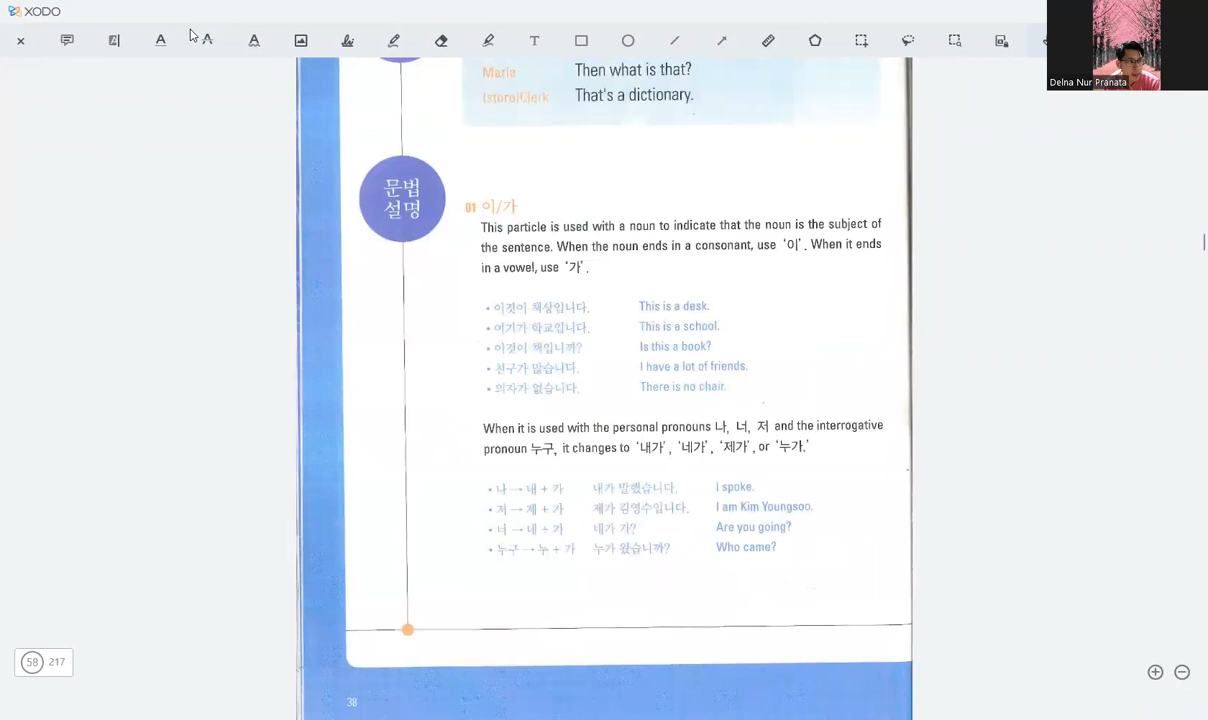 XODO
Delna Nur Pranata
Marie Then what is that?
(store)Clerk That's a dictionary.
문법
설명
01 이/가
This particle is used with a noun to indicate that the noun is the subject of
the sentence. When the noun ends in a consonant, use '이'. When it ends
in a vowel, use '가'.
• 이것이 책상입니다. This is a desk.
• 여기가 학교입니다. This is a school.
• 이것이 책입니까? Is this a book?
• 친구가 많습니다. I have a lot of friends.
• 의자가 없습니다. There is no chair.
When it is used with the personal pronouns 나, 너, 저 and the interrogative
pronoun 누구, it changes to '내가', '네가', '제가', or '누가.'
• 나 → 내 + 가 내가 말했습니다. I spoke.
• 저 → 제 + 가 제가 김영수입니다. I am Kim Youngsoo.
• 너 → 네 + 가 네가 가? Are you going?
• 누구 → 누 + 가 누가 왔습니까? Who came?
38
58 217